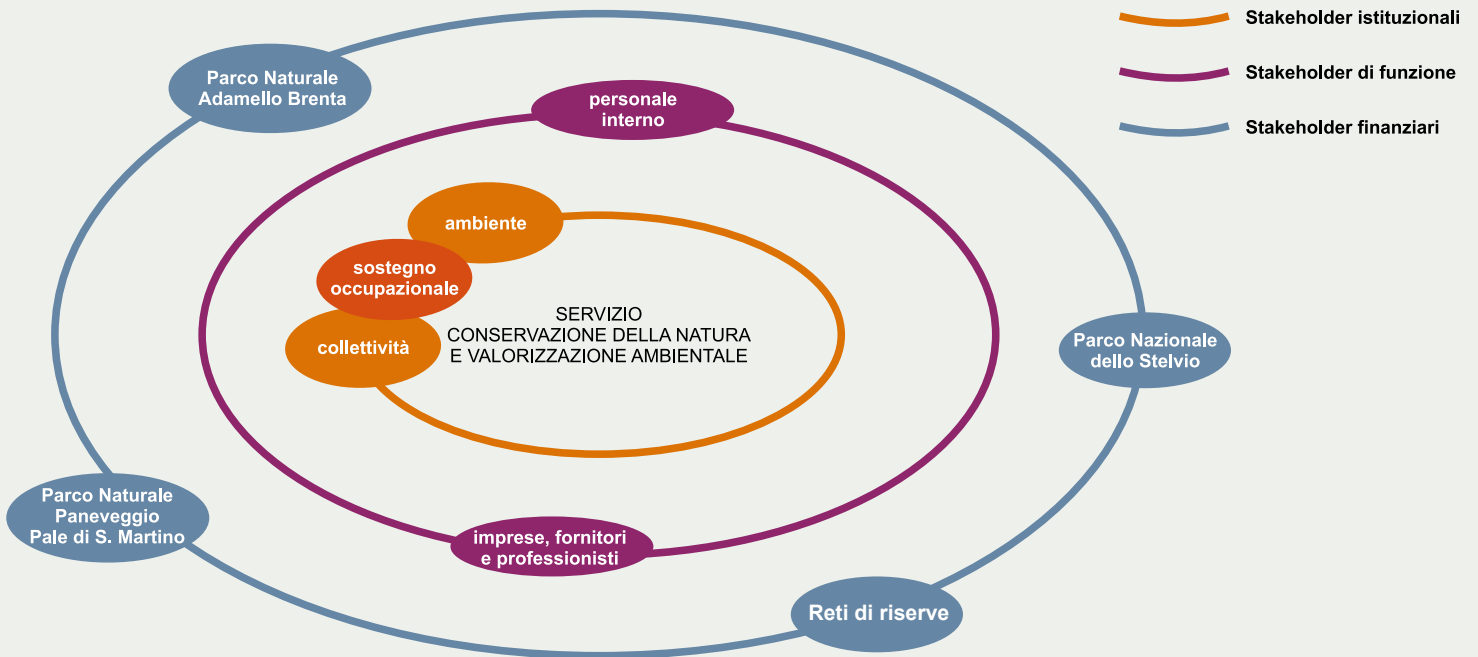 Stakeholder istituzionali
Stakeholder di funzione
Stakeholder finanziari
Parco Naturale
Adamello Brenta
personale
interno
ambiente
sostegno
occupazionale
collettività
SERVIZIO
CONSERVAZIONE DELLA NATURA
E VALORIZZAZIONE AMBIENTALE
Parco Nazionale
dello Stelvio
Parco Naturale
Paneveggio
Pale di S. Martino
imprese, fornitori
e professionisti
Reti di riserve